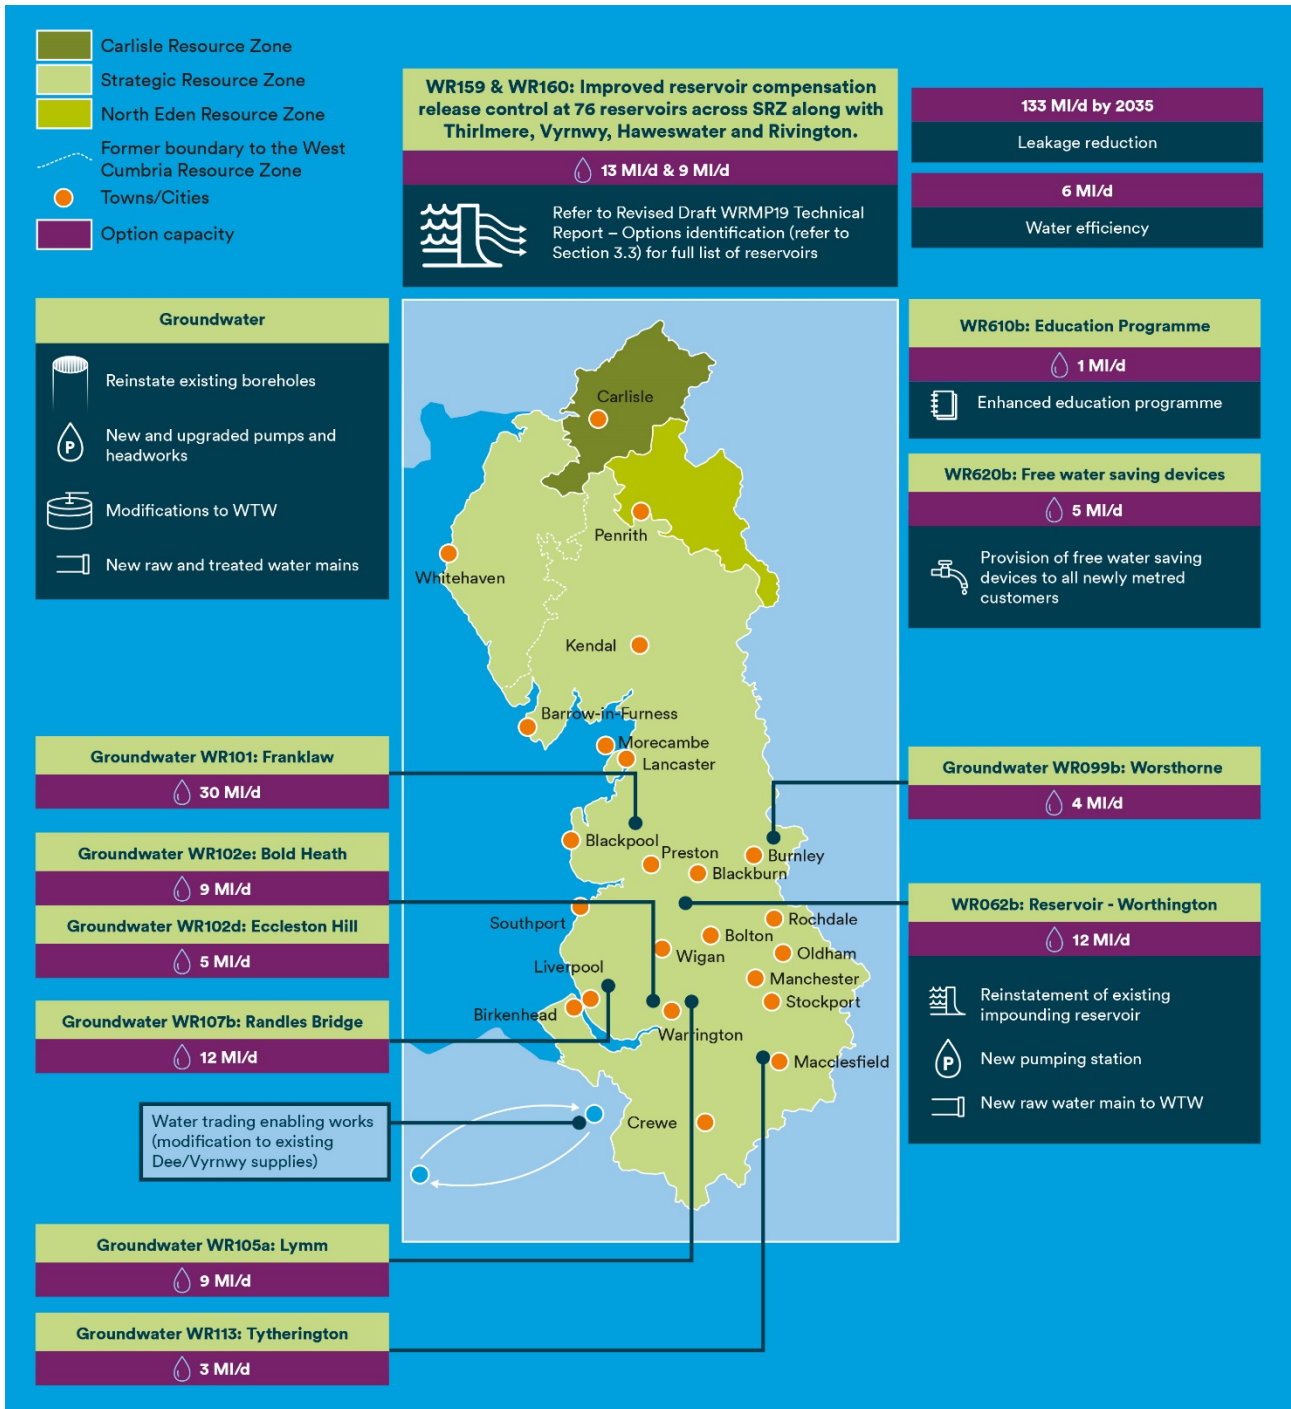 Carlisle Resource Zone
Strategic Resource Zone
North Eden Resource Zone
Former boundary to the West
Cumbria Resource Zone
Towns/Cities
Option capacity
WR159 & WR160: Improved reservoir compensation
release control at 76 reservoirs across SRZ along with
Thirlmere, Vyrnwy, Haweswater and Rivington.
13 Ml/d & 9 Ml/d
Refer to Revised Draft WRMP19 Technical
Report – Options identification (refer to
Section 3.3) for full list of reservoirs
133 Ml/d by 2035
Leakage reduction
6 Ml/d
Water efficiency
Groundwater
Reinstate existing boreholes
P
New and upgraded pumps and
headworks
Modifications to WTW
New raw and treated water mains
WR610b: Education Programme
1 Ml/d
Enhanced education programme
WR620b: Free water saving devices
5 Ml/d
Provision of free water saving
devices to all newly metred
customers
Carlisle
Penrith
Whitehaven
Kendal
Barrow-in-Furness
Morecambe
Lancaster
Blackpool
Preston
Burnley
Blackburn
Southport
Rochdale
Bolton
Wigan
Oldham
Liverpool
Manchester
Birkenhead
Stockport
Warrington
Macclesfield
Crewe
Groundwater WR101: Franklaw
30 Ml/d
Groundwater WR102e: Bold Heath
9 Ml/d
Groundwater WR102d: Eccleston Hill
5 Ml/d
Groundwater WR107b: Randles Bridge
12 Ml/d
Water trading enabling works
(modification to existing
Dee/Vyrnwy supplies)
Groundwater WR105a: Lymm
9 Ml/d
Groundwater WR113: Tytherington
3 Ml/d
Groundwater WR099b: Worsthorne
4 Ml/d
WR062b: Reservoir - Worthington
12 Ml/d
Reinstatement of existing
impounding reservoir
P
New pumping station
New raw water main to WTW